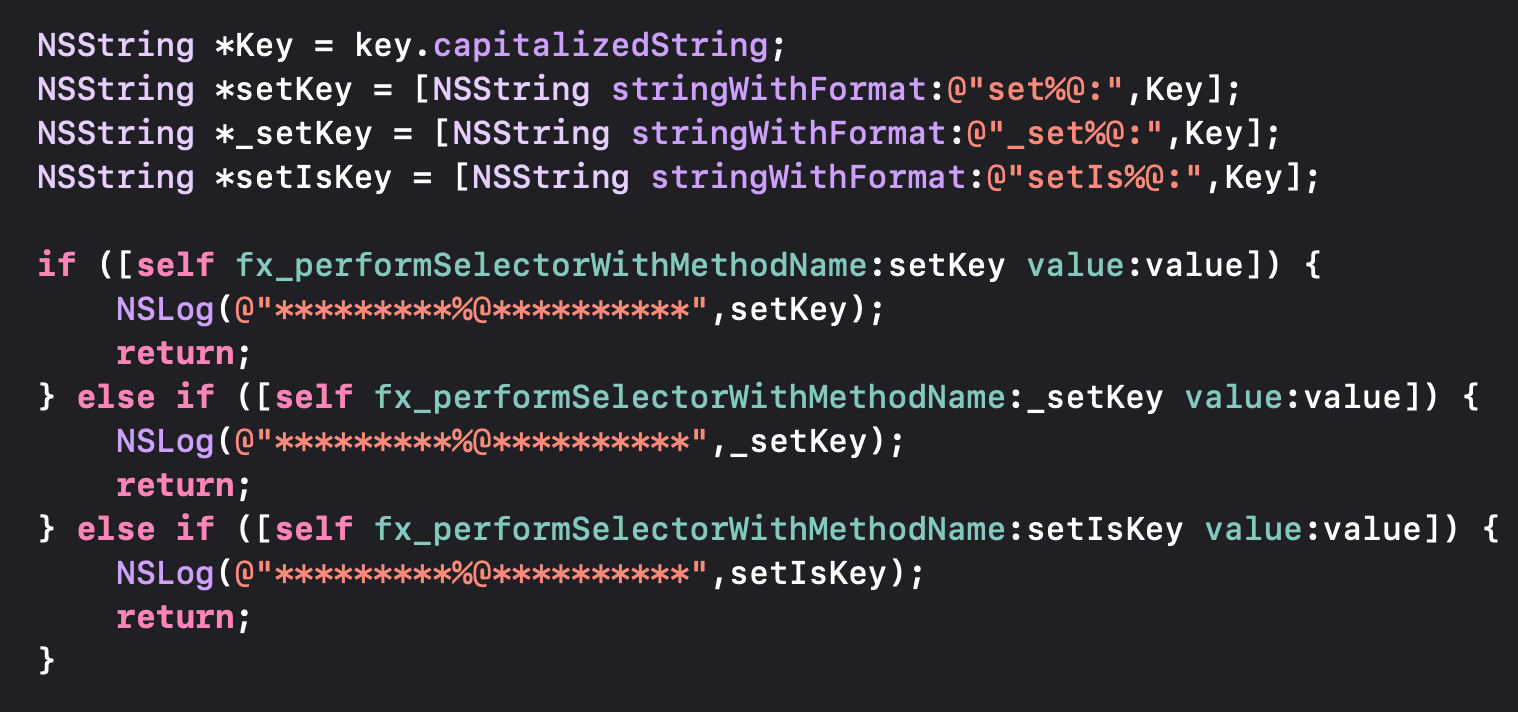 NSString *Key = key.capitalizedString;
NSString *setKey = [NSString stringWithFormat:@"set%@:",Key];
NSString *_setKey = [NSString stringWithFormat:@"_set%@:",Key];
NSString *setIsKey = [NSString stringWithFormat:@"setIs%@:",Key];

if ([self fx_performSelectorWithMethodName:setKey value:value]) {
    NSLog(@"*********%@**********",setKey);
    return;
} else if ([self fx_performSelectorWithMethodName:_setKey value:value]) {
    NSLog(@"*********%@**********",_setKey);
    return;
} else if ([self fx_performSelectorWithMethodName:setIsKey value:value]) {
    NSLog(@"*********%@**********",setIsKey);
    return;
}